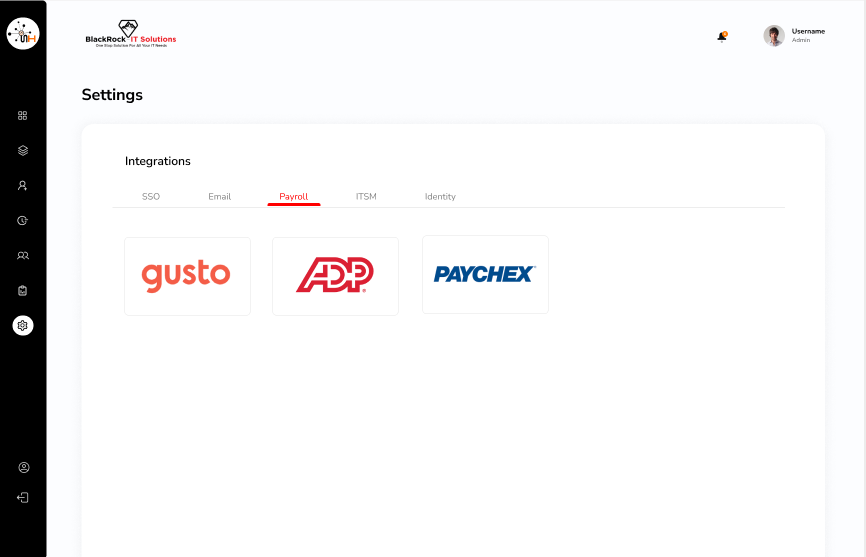 BlackRock IT Solutions
One Stop Solution For All Your IT Needs
Username
Admin
Settings
Integrations
SSO Email Payroll ITSM Identity
gusto ADP PAYCHEX